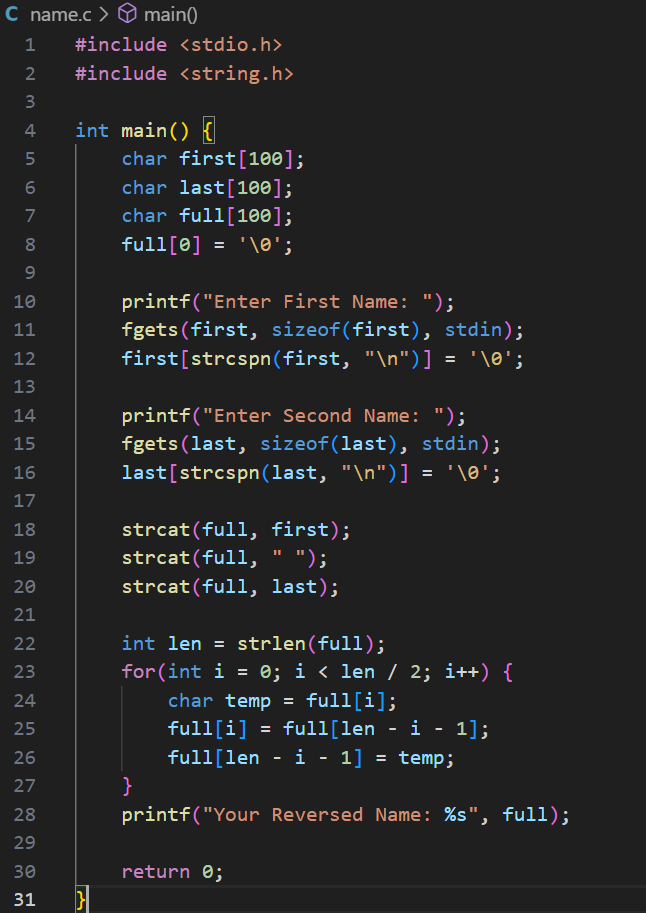 C name.c > main()
1 #include <stdio.h>
2 #include <string.h>
3
4 int main() {
5     char first[100];
6     char last[100];
7     char full[100];
8     full[0] = '\0';
9
10     printf("Enter First Name: ");
11     fgets(first, sizeof(first), stdin);
12     first[strcspn(first, "\n")] = '\0';
13
14     printf("Enter Second Name: ");
15     fgets(last, sizeof(last), stdin);
16     last[strcspn(last, "\n")] = '\0';
17
18     strcat(full, first);
19     strcat(full, " ");
20     strcat(full, last);
21
22     int len = strlen(full);
23     for(int i = 0; i < len / 2; i++) {
24         char temp = full[i];
25         full[i] = full[len - i - 1];
26         full[len - i - 1] = temp;
27     }
28     printf("Your Reversed Name: %s", full);
29
30     return 0;
31 }